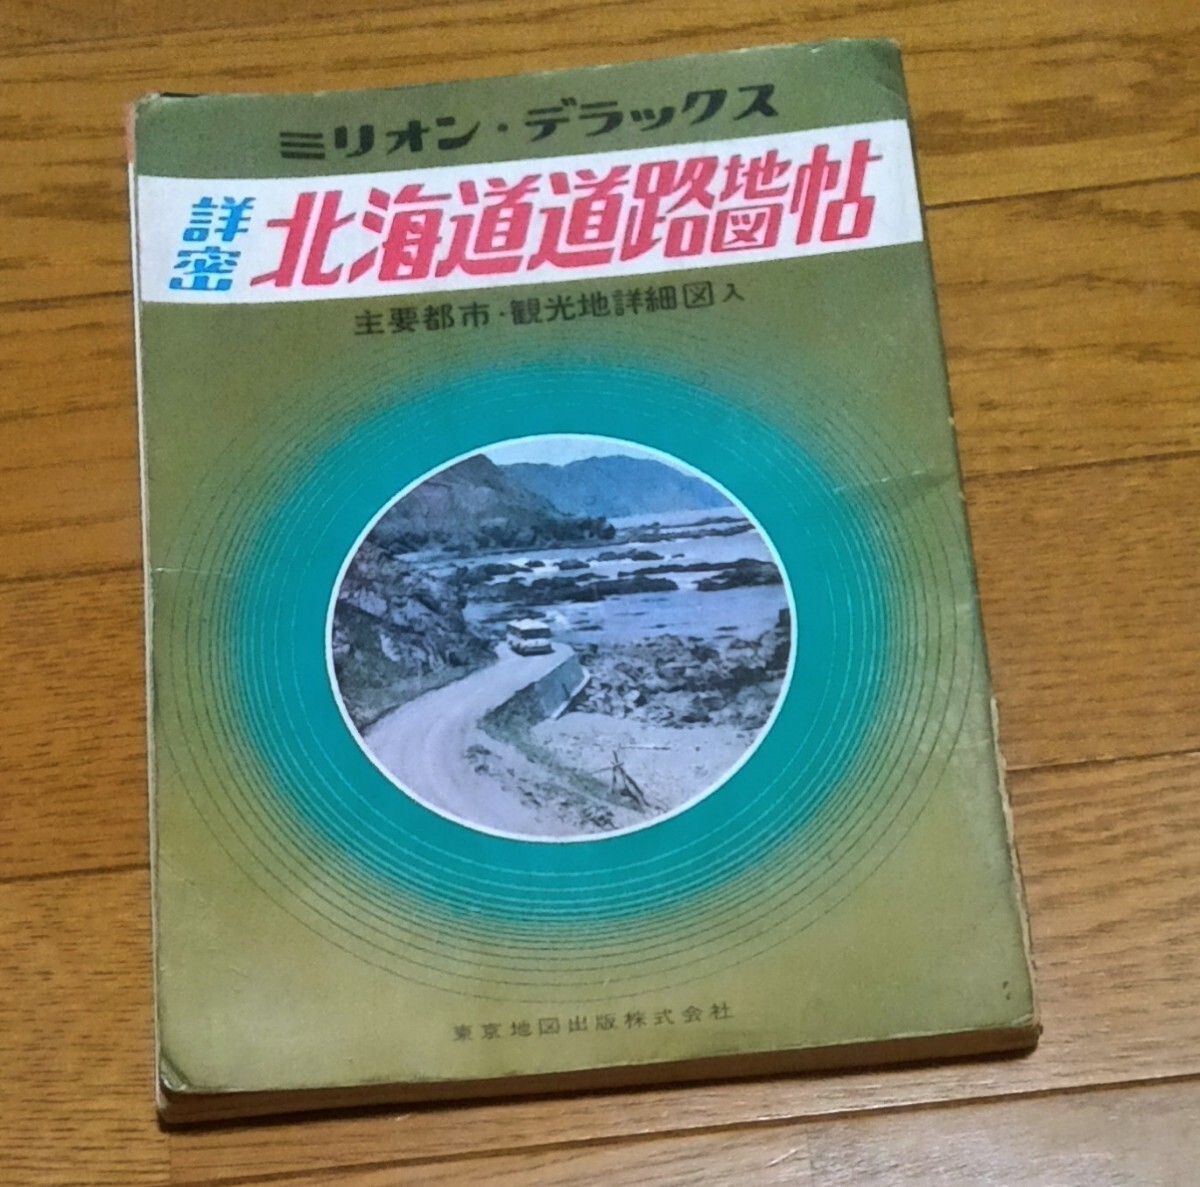 ミリオン・デラックス
詳密 北海道道路地図帖
主要都市・観光地詳細図入
東京地図出版株式会社